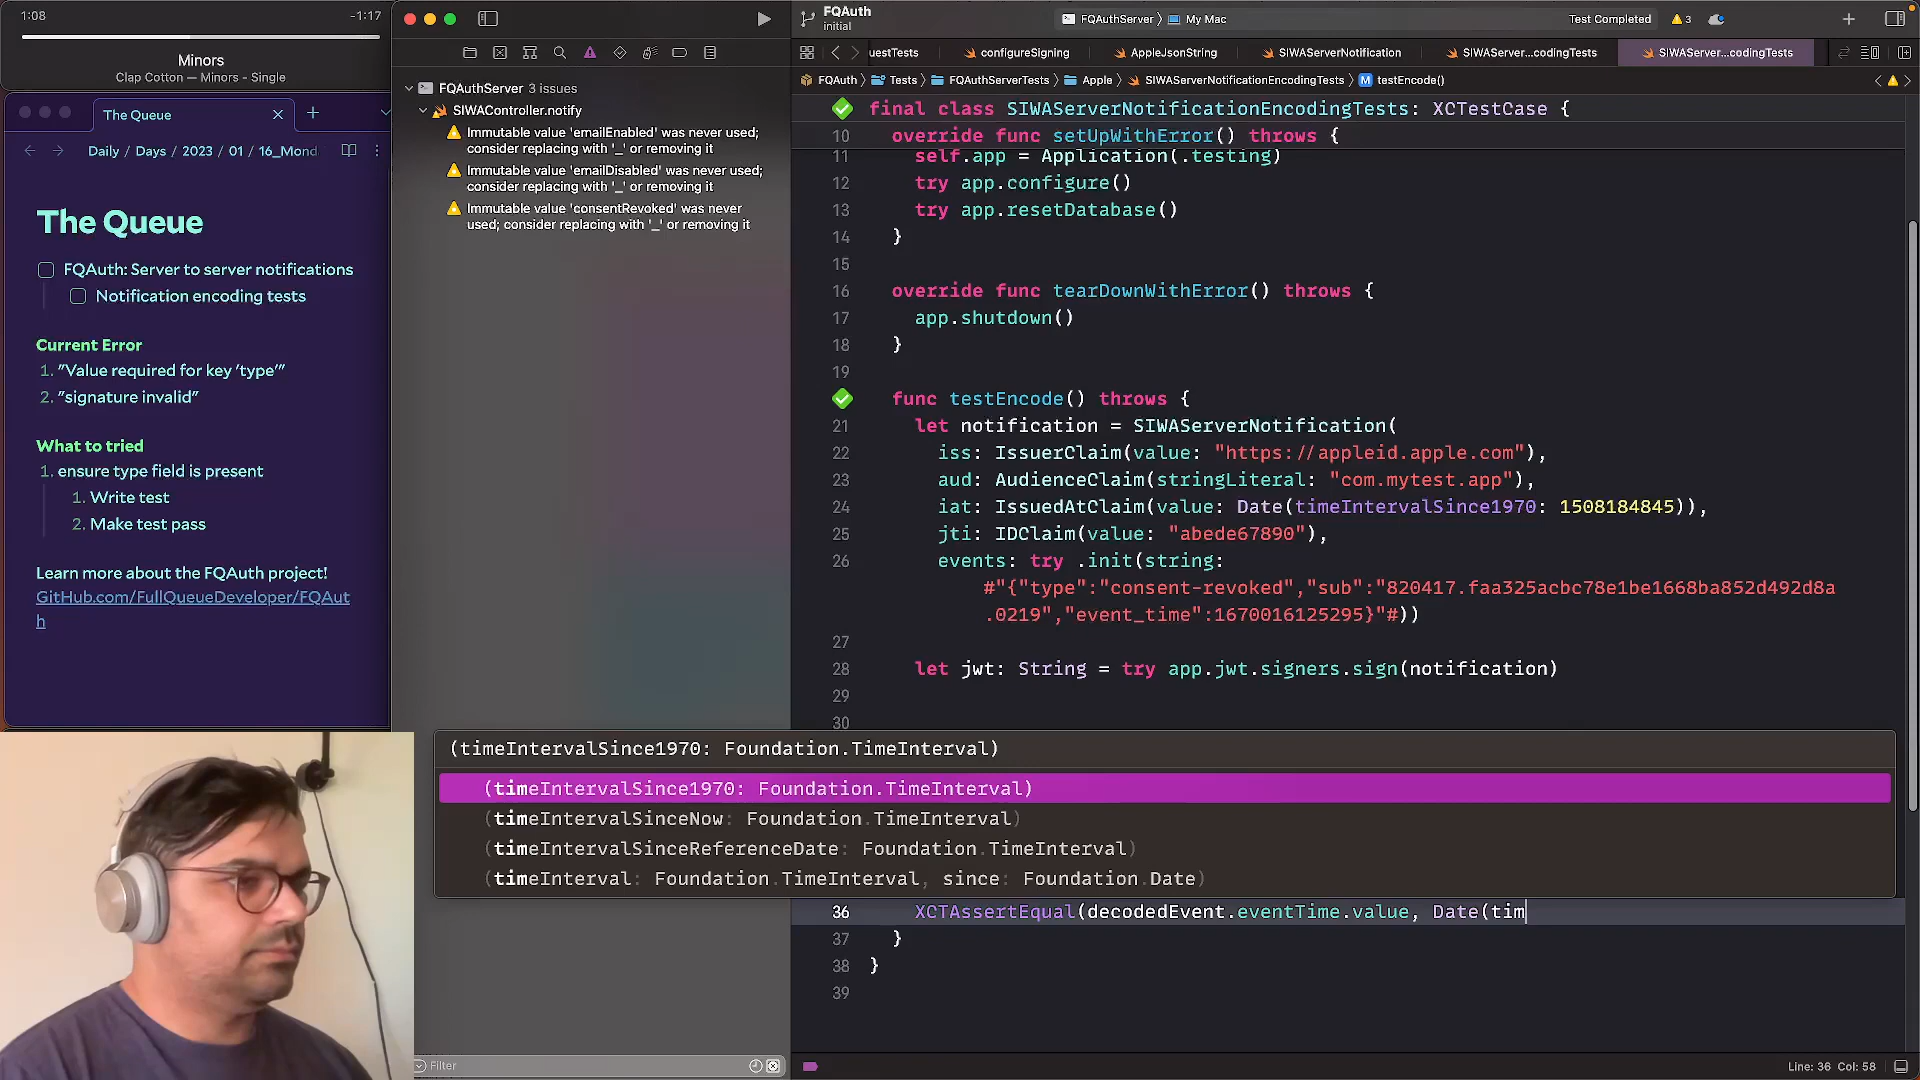 1:08
-1:17
Minors
Clap Cotton — Minors - Single
The Queue
Daily / Days / 2023 / 01 / 16_Mond
The Queue
FQAuth: Server to server notifications
Notification encoding tests
Current Error
1. "Value required for key 'type'"
2. "signature invalid"
What to tried
1. ensure type field is present
1. Write test
2. Make test pass
Learn more about the FQAuth project!
GitHub.com/FullQueueDeveloper/FQAut
h
FQAuthServer 3 issues
SIWAController.notify
Immutable value 'emailEnabled' was never used;
consider replacing with '_' or removing it
Immutable value 'emailDisabled' was never used;
consider replacing with '_' or removing it
Immutable value 'consentRevoked' was never
used; consider replacing with '_' or removing it
Filter
FQAuth
initial
FQAuthServer 〉 My Mac
Test Completed
3
uestTests
configureSigning
AppleJsonString
SIWAServerNotification
SIWAServer...codingTests
SIWAServer...codingTests
FQAuth 〉 Tests 〉 FQAuthServerTests 〉 Apple 〉 SIWAServerNotificationEncodingTests 〉 M testEncode()
final class SIWAServerNotificationEncodingTests: XCTestCase {
10 override func setUpWithError() throws {
11 self.app = Application(.testing)
12 try app.configure()
13 try app.resetDatabase()
14 }
15
16 override func tearDownWithError() throws {
17 app.shutdown()
18 }
19
func testEncode() throws {
21 let notification = SIWAServerNotification(
22 iss: IssuerClaim(value: "https://appleid.apple.com"),
23 aud: AudienceClaim(stringLiteral: "com.mytest.app"),
24 iat: IssuedAtClaim(value: Date(timeIntervalSince1970: 1508184845)),
25 jti: IDClaim(value: "abede67890"),
26 events: try .init(string:
#"{"type":"consent-revoked","sub":"820417.faa325acbc78e1be1668ba852d492d8a
.0219","event_time":1670016125295}"#))
27
28 let jwt: String = try app.jwt.signers.sign(notification)
29
30
(timeIntervalSince1970: Foundation.TimeInterval)
(timeIntervalSince1970: Foundation.TimeInterval)
(timeIntervalSinceNow: Foundation.TimeInterval)
(timeIntervalSinceReferenceDate: Foundation.TimeInterval)
(timeInterval: Foundation.TimeInterval, since: Foundation.Date)
36 XCTAssertEqual(decodedEvent.eventTime.value, Date(tim
37 }
38 }
39
Line: 36 Col: 58